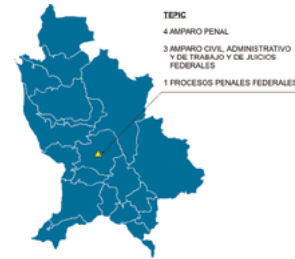 TEPIC
4 AMPARO PENAL
3 AMPARO CIVIL, ADMINISTRATIVO
Y DE TRABAJO Y DE JUICIOS
FEDERALES
1 PROCESOS PENALES FEDERALES